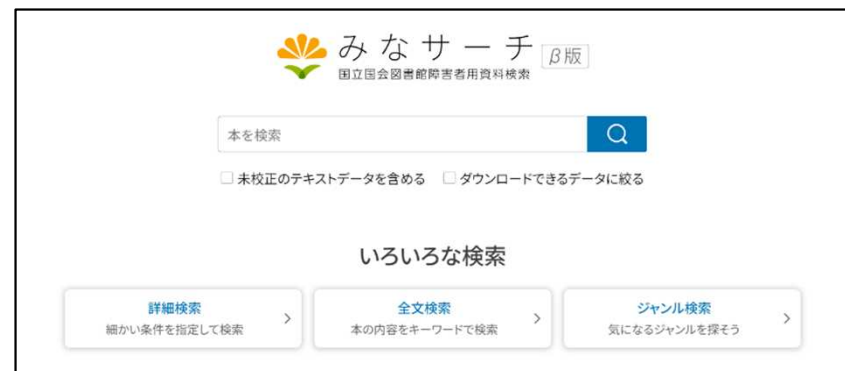 みなサーチ β版
国立国会図書館障害者用資料検索
本を検索
未校正のテキストデータを含める ダウンロードできるデータに絞る
いろいろな検索
詳細検索
細かい条件を指定して検索
全文検索
本の内容をキーワードで検索
ジャンル検索
気になるジャンルを探そう